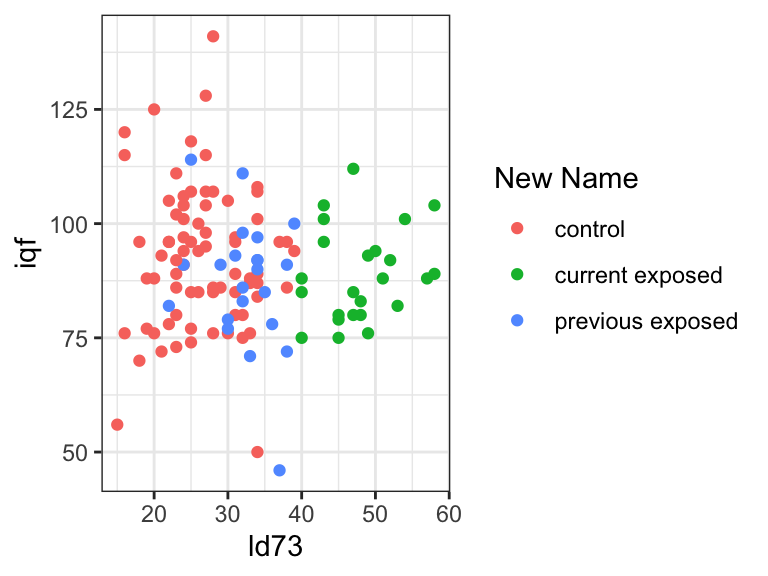 125
100
75
50
iqf
20 30 40 50 60
ld73
New Name
control
current exposed
previous exposed